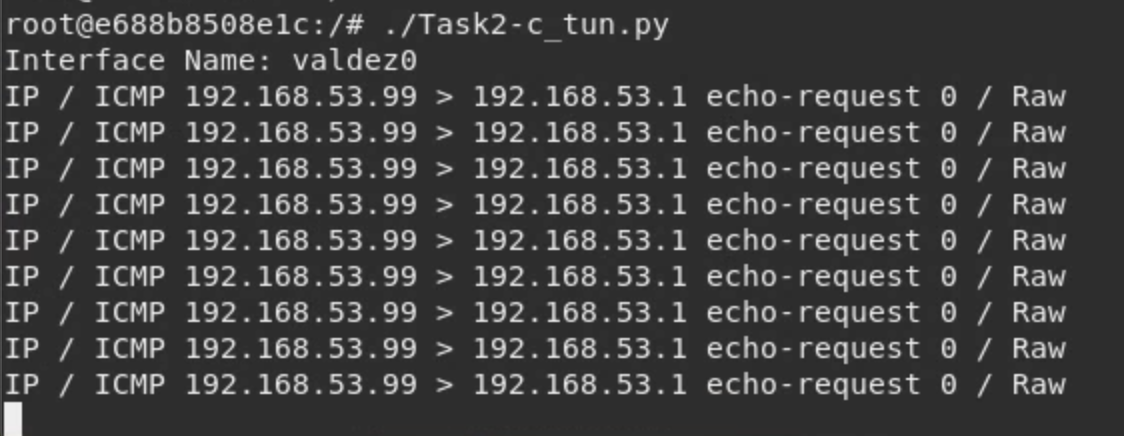 root@e688b8508e1c:/# ./Task2-c_tun.py
Interface Name: valdez0
IP / ICMP 192.168.53.99 > 192.168.53.1 echo-request 0 / Raw
IP / ICMP 192.168.53.99 > 192.168.53.1 echo-request 0 / Raw
IP / ICMP 192.168.53.99 > 192.168.53.1 echo-request 0 / Raw
IP / ICMP 192.168.53.99 > 192.168.53.1 echo-request 0 / Raw
IP / ICMP 192.168.53.99 > 192.168.53.1 echo-request 0 / Raw
IP / ICMP 192.168.53.99 > 192.168.53.1 echo-request 0 / Raw
IP / ICMP 192.168.53.99 > 192.168.53.1 echo-request 0 / Raw
IP / ICMP 192.168.53.99 > 192.168.53.1 echo-request 0 / Raw
IP / ICMP 192.168.53.99 > 192.168.53.1 echo-request 0 / Raw